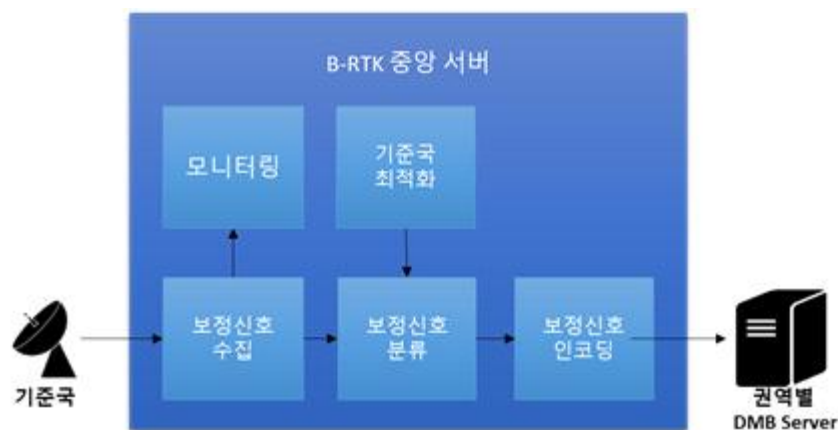 B-RTK 중앙 서버
모니터링
기준국
최적화
보정신호
수집
보정신호
분류
보정신호
인코딩
기준국
권역별
DMB Server